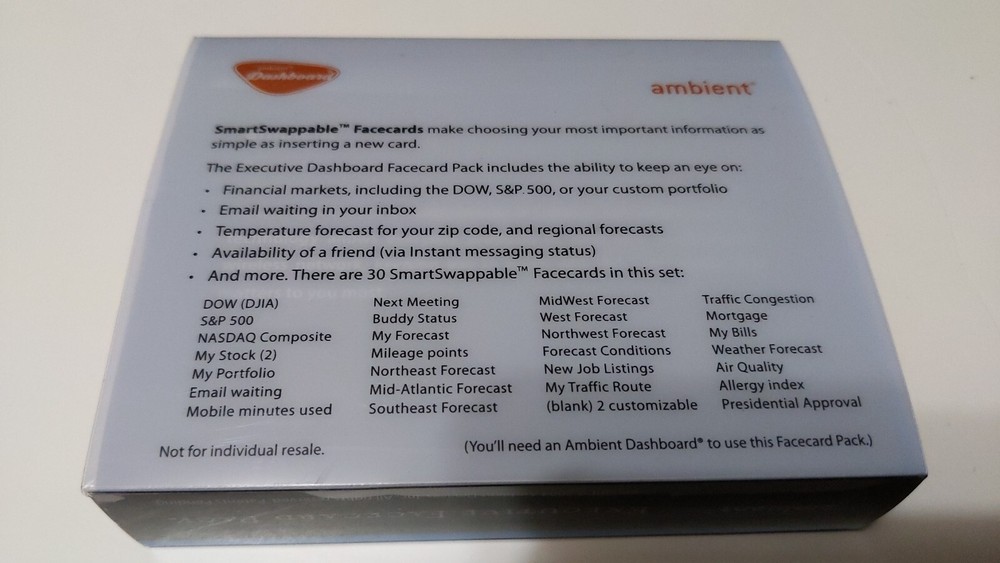 Dashboard
ambient
SmartSwappable™ Facecards make choosing your most important information as
simple as inserting a new card.
The Executive Dashboard Facecard Pack includes the ability to keep an eye on:
• Financial markets, including the DOW, S&P 500, or your custom portfolio
• Email waiting in your inbox
• Temperature forecast for your zip code, and regional forecasts
• Availability of a friend (via Instant messaging status)
• And more. There are 30 SmartSwappable™ Facecards in this set:
DOW (DJIA)
S&P 500
NASDAQ Composite
My Stock (2)
My Portfolio
Email waiting
Mobile minutes used
Next Meeting
Buddy Status
My Forecast
Mileage points
Northeast Forecast
Mid-Atlantic Forecast
Southeast Forecast
MidWest Forecast
West Forecast
Northwest Forecast
Forecast Conditions
New Job Listings
My Traffic Route
(blank) 2 customizable
Traffic Congestion
Mortgage
My Bills
Weather Forecast
Air Quality
Allergy index
Presidential Approval
Not for individual resale.
(You'll need an Ambient Dashboard® to use this Facecard Pack.)